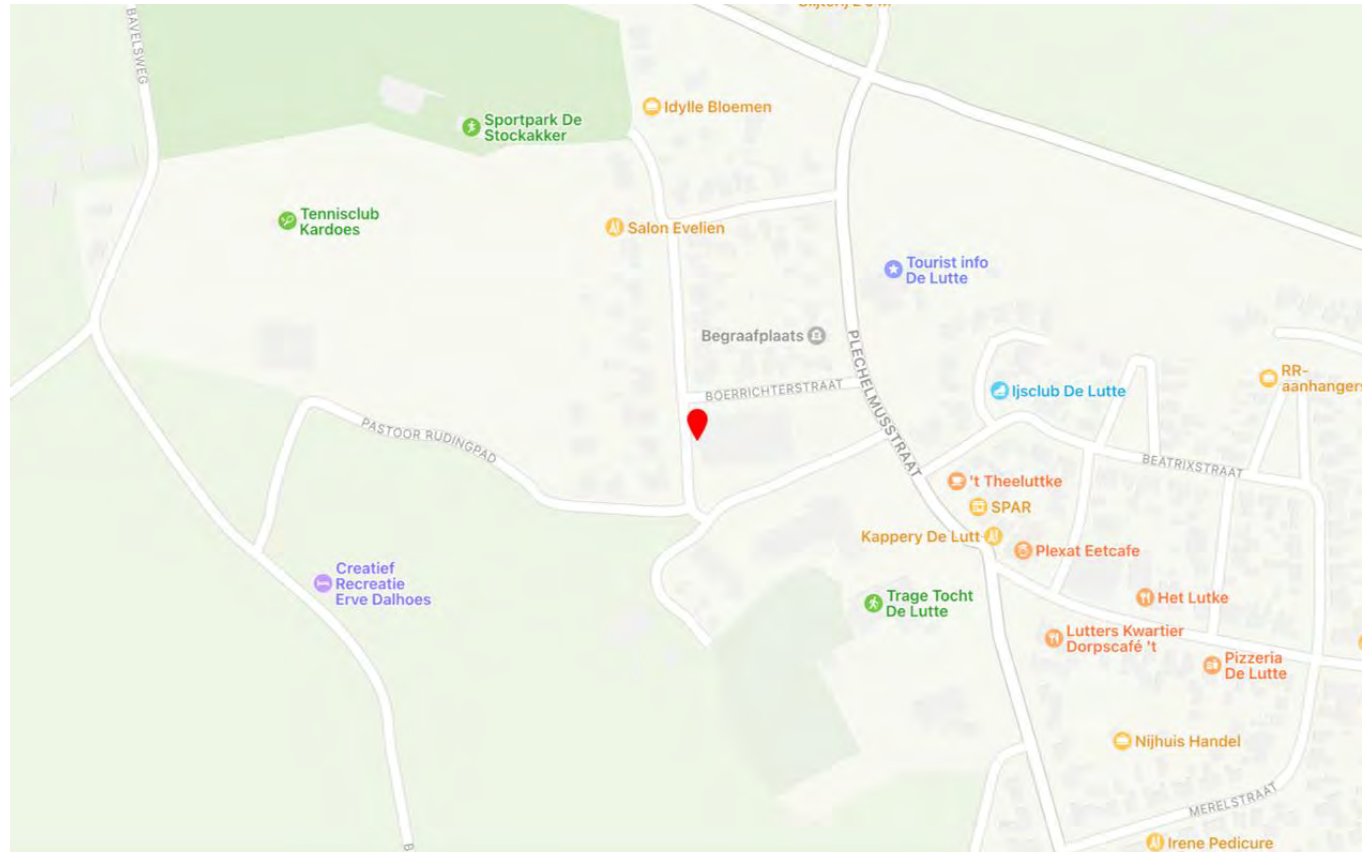 BAVELSWEG
Idylle Bloemen
Sportpark De
Stockakker
Tennisclub
Kardoes
Salon Evelien
Tourist info
De Lutte
Begraafplaats
PLECHELMUSSTRAAT
BOERRICHTERSTRAAT
Ijsclub De Lutte
RR-
aanhangers
PASTOOR RUDINGPAD
BEATRIXSTRAAT
't Theeluttke
SPAR
Kappery De Lutt
Plexat Eetcafe
Creatief
Recreatie
Erve Dalhoes
Trage Tocht
De Lutte
Het Lutke
Lutters Kwartier
Dorpscafé 't
Pizzeria
De Lutte
Nijhuis Handel
MERELSTRAAT
Irene Pedicure